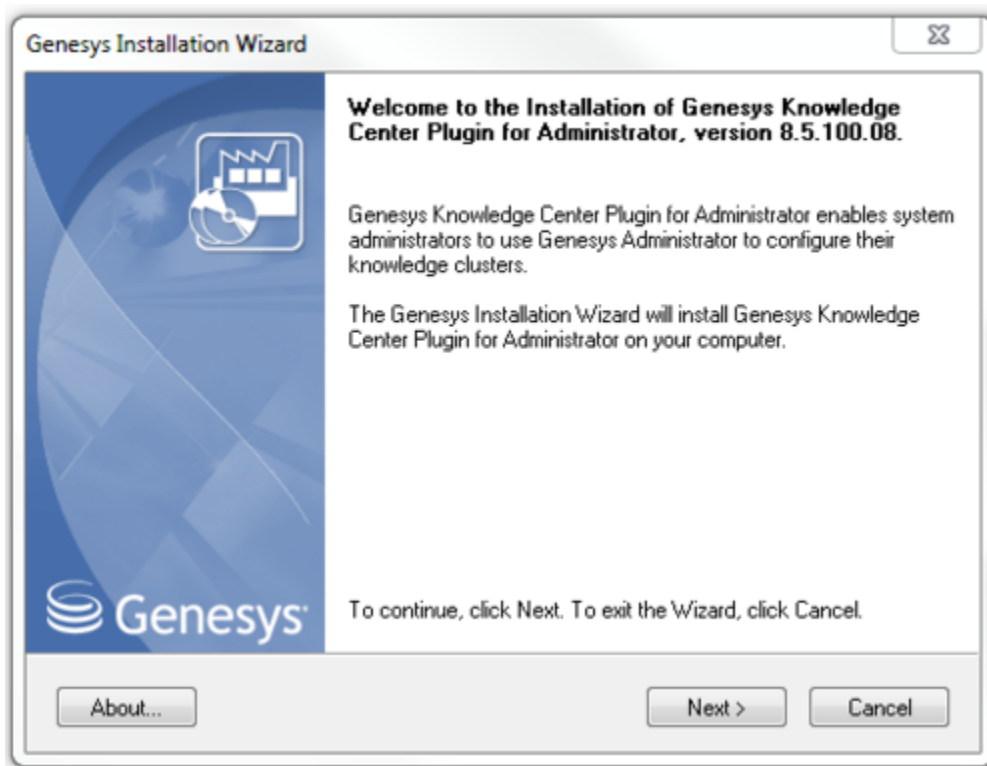 Genesys Installation Wizard
Welcome to the Installation of Genesys Knowledge
Center Plugin for Administrator, version 8.5.100.08.
Genesys Knowledge Center Plugin for Administrator enables system
administrators to use Genesys Administrator to configure their
knowledge clusters.
The Genesys Installation Wizard will install Genesys Knowledge
Center Plugin for Administrator on your computer.
Genesys
To continue, click Next. To exit the Wizard, click Cancel.
About...
Next >
Cancel